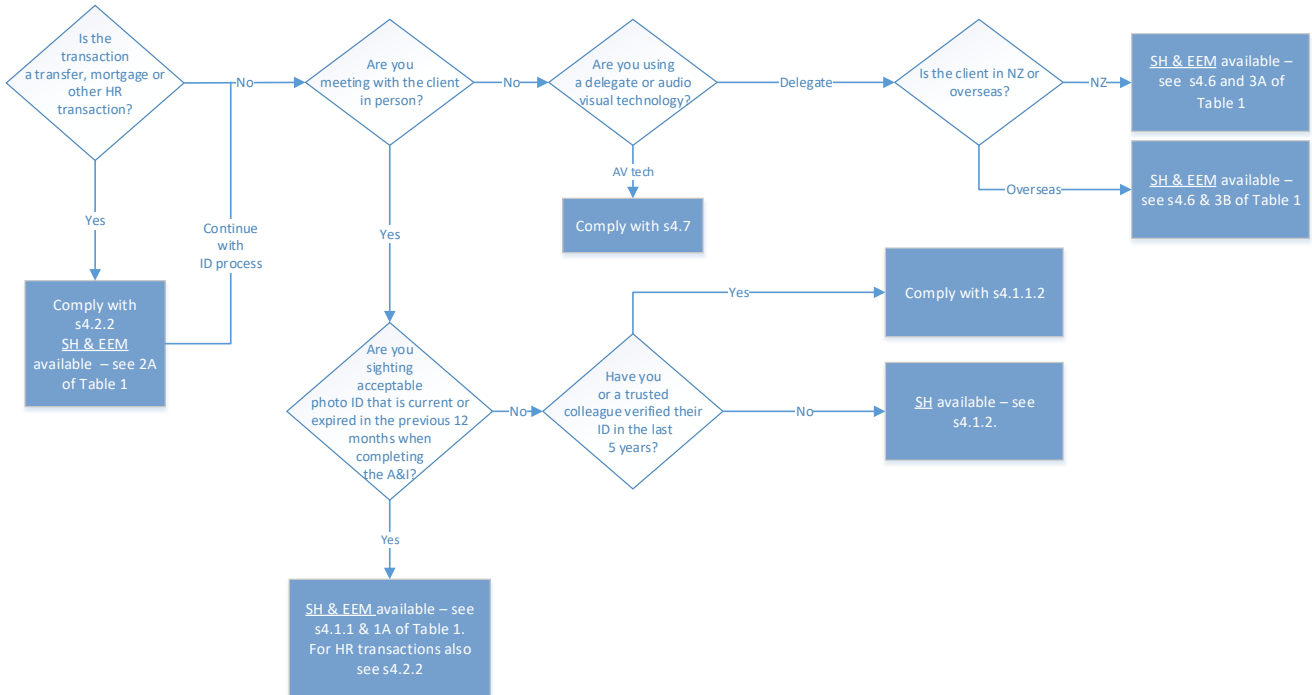 Is the
transaction
a transfer, mortgage or
other HR
transaction?
No
Are you
meeting with the client
in person?
No
Are you using
a delegate or audio
visual technology?
Delegate
Is the client in NZ or
overseas?
NZ
SH & EEM available –
see s4.6 and 3A of
Table 1
Overseas
SH & EEM available –
see s4.6 & 3B of Table 1
AV tech
Comply with s4.7
Yes
Continue
with
ID process
Comply with
s4.2.2
SH & EEM
available – see 2A
of Table 1
Yes
Are you
sighting
acceptable
photo ID that is current or
expired in the previous 12
months when
completing
the A&I?
No
Have you
or a trusted
colleague verified their
ID in the last
5 years?
Yes
Comply with s4.1.1.2
No
SH available – see
s4.1.2.
Yes
SH & EEM available – see
s4.1.1 & 1A of Table 1.
For HR transactions also
see s4.2.2